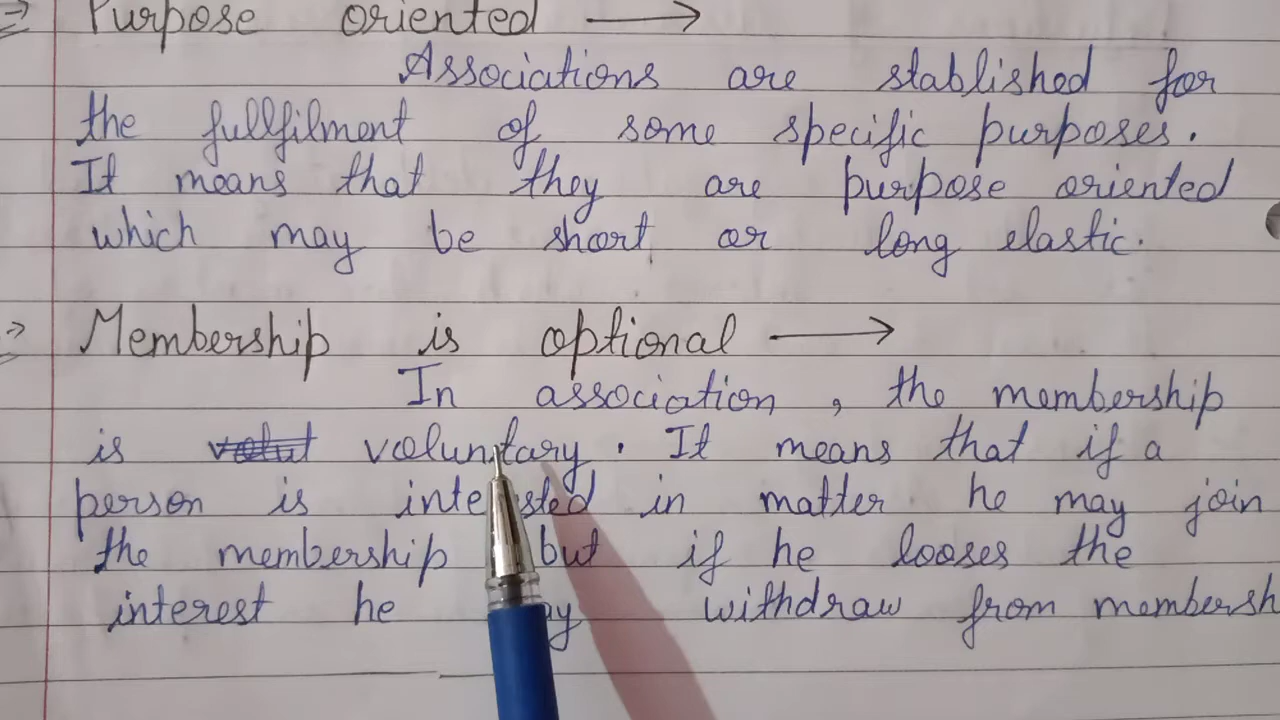 ⇒ Purpose oriented →
Associations are stablished for
the fullfilment of some specific purposes.
It means that they are purpose oriented
which may be short or long elastic.
⇒ Membership is optional →
In association, the membership
is voluntary. It means that if a
person is in matter he may join
the membership but if he looses the
interest he withdraw from membersh